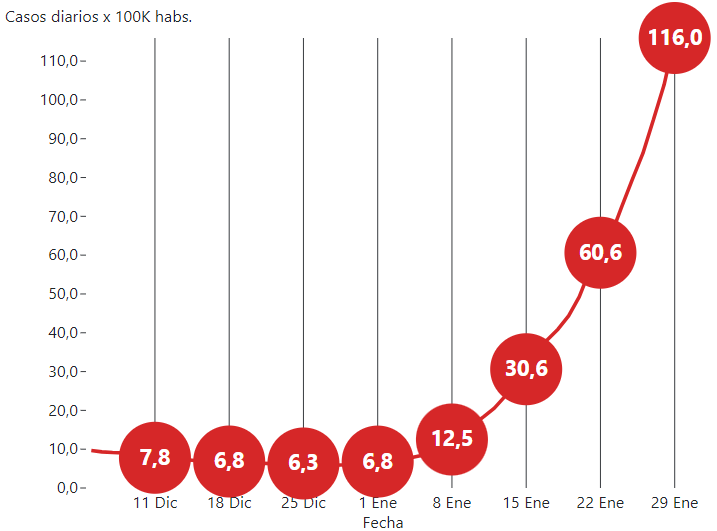 Casos diarios x 100K habs.
116,0
110,0
100,0
90,0
80,0
70,0
60,0
60,6
50,0
40,0
30,0
30,6
20,0
12,5
10,0
7,8
6,8
6,3
6,8
0,0
11 Dic
18 Dic
25 Dic
1 Ene
8 Ene
15 Ene
22 Ene
29 Ene
Fecha